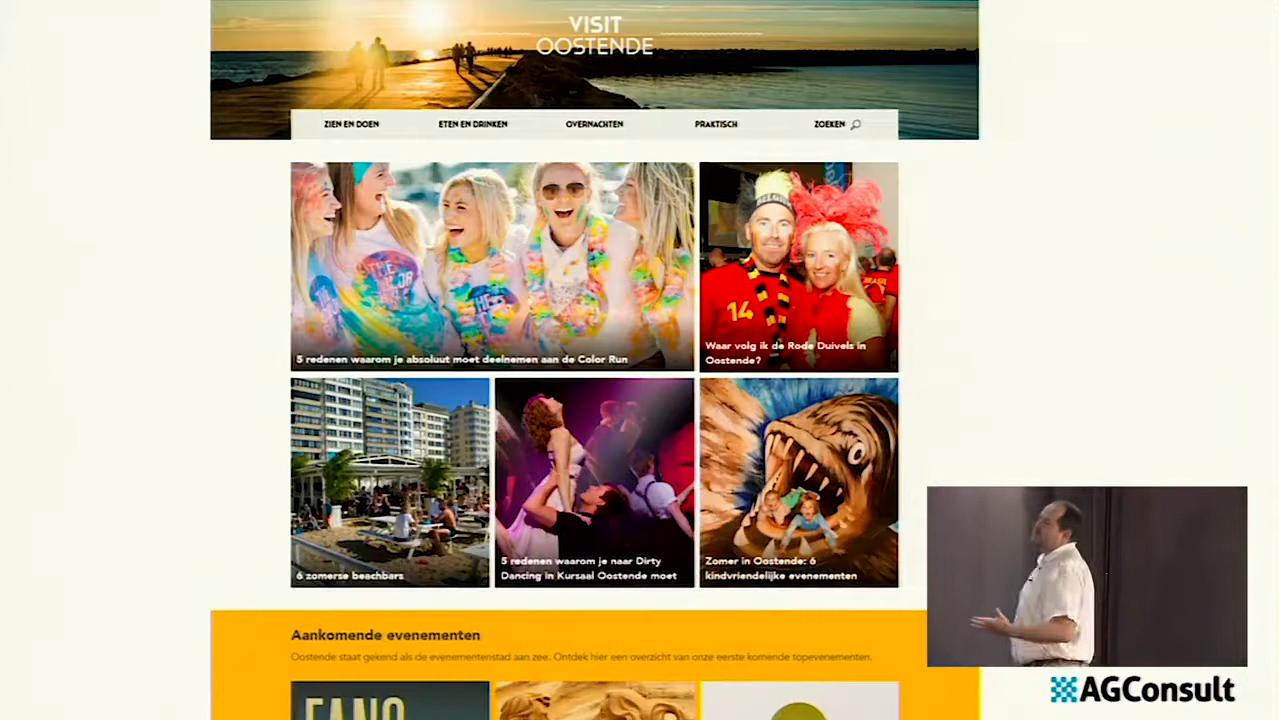 VISIT
OOSTENDE
ZIEN EN DOEN
ETEN EN DRINKEN
OVERNACHTEN
PRAKTISCH
ZOEKEN
BELGIUM
14
BRASIL
5 redenen waarom je absoluut moet deelnemen aan de Color Run
Waar volg ik de Rode Duivels in
Oostende?
6 zomerse beachbars
5 redenen waarom je naar Dirty
Dancing in Kursaal Oostende moet
Zomer in Oostende: 6
kindvriendelijke evenementen
Aankomende evenementen
Oostende staat gekend als de evenementenstad aan zee. Ontdek hier een overzicht van onze eerste komende topevenementen.
AGConsult